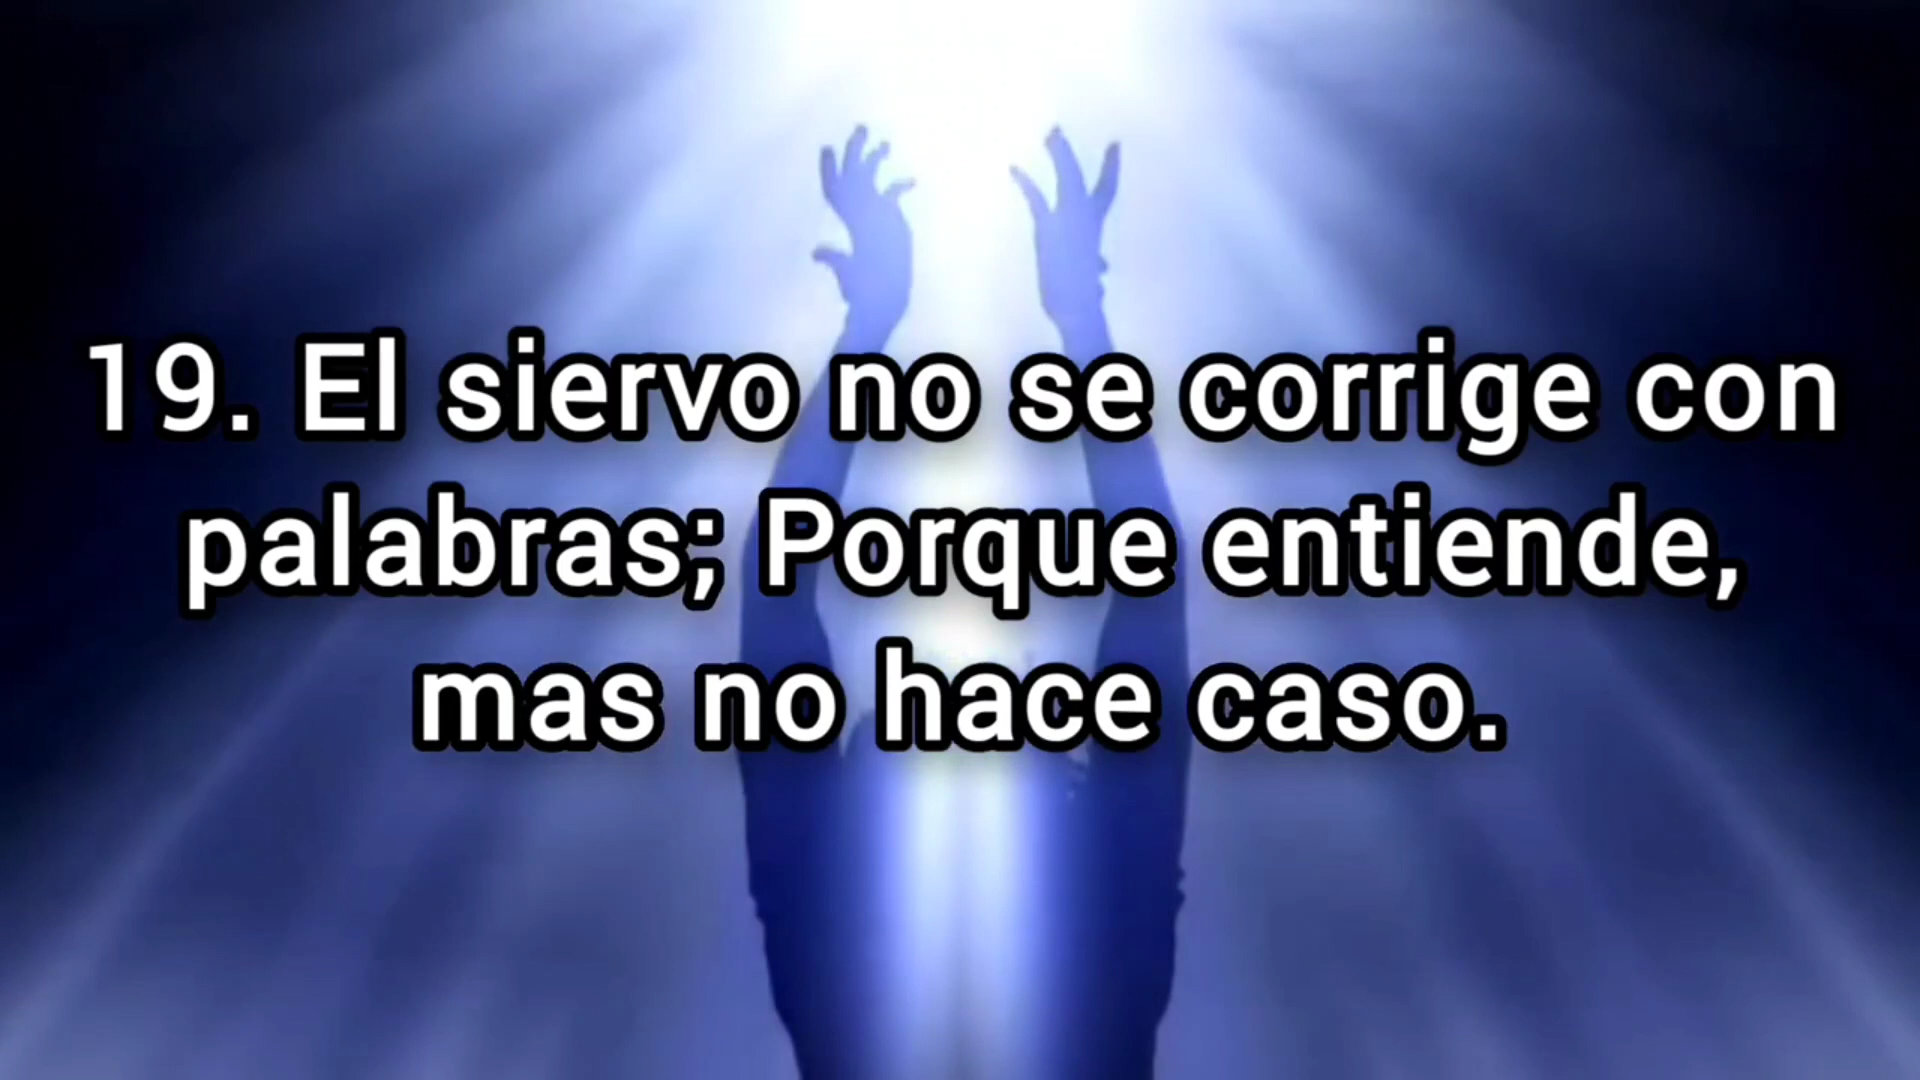 19. El siervo no se corrige con
palabras; Porque entiende,
mas no hace caso.